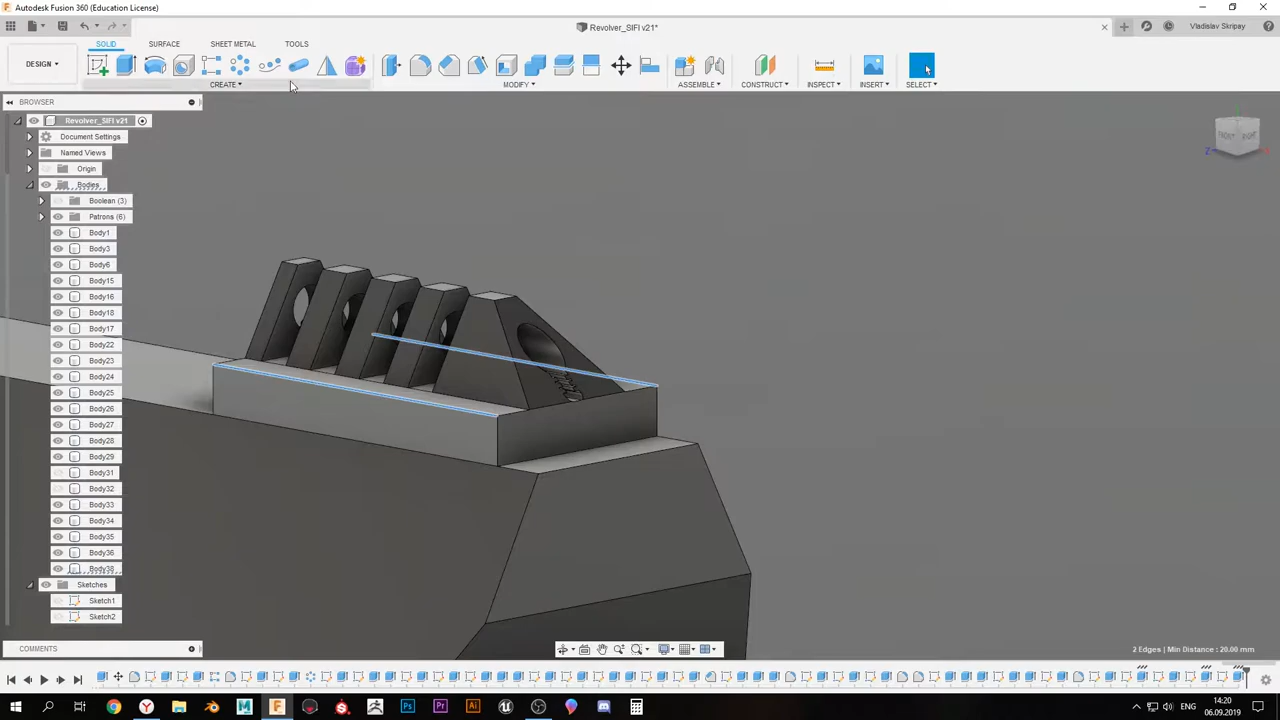 Autodesk Fusion 360 (Education License)
Revolver_SIFI v21*
Vladislav Skripay
SOLID SURFACE SHEET METAL TOOLS
DESIGN
CREATE MODIFY ASSEMBLE CONSTRUCT INSPECT INSERT SELECT
BROWSER
Revolver_SIFI v21
Document Settings
Named Views
Origin
Bodies
Boolean (3)
Patrons (6)
Body1
Body3
Body6
Body15
Body16
Body18
Body17
Body22
Body23
Body24
Body25
Body26
Body27
Body28
Body29
Body31
Body32
Body33
Body34
Body35
Body36
Body38
Sketches
Sketch1
Sketch2
FRONT RIGHT
Z X
COMMENTS
2 Edges | Min Distance : 20.00 mm
14:20
ENG
06.09.2019